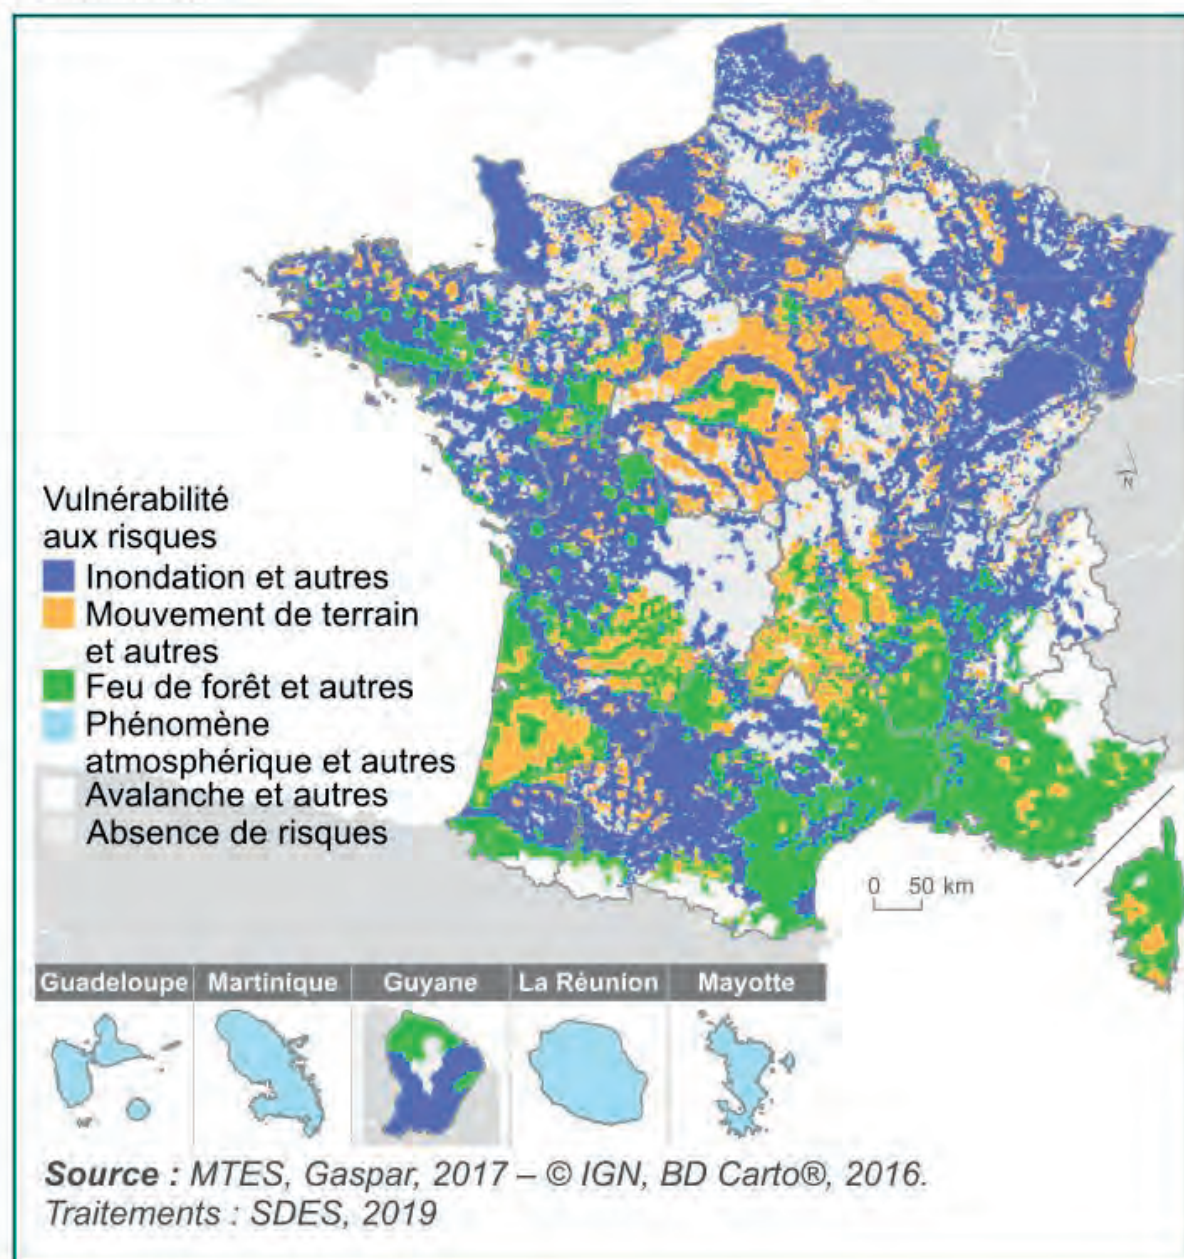 Vulnérabilité
aux risques
Inondation et autres
Mouvement de terrain
et autres
Feu de forêt et autres
Phénomène
atmosphérique et autres
Avalanche et autres
Absence de risques
N
0 50 km
Guadeloupe Martinique Guyane La Réunion Mayotte
Source : MTES, Gaspar, 2017 – © IGN, BD Carto®, 2016.
Traitements : SDES, 2019